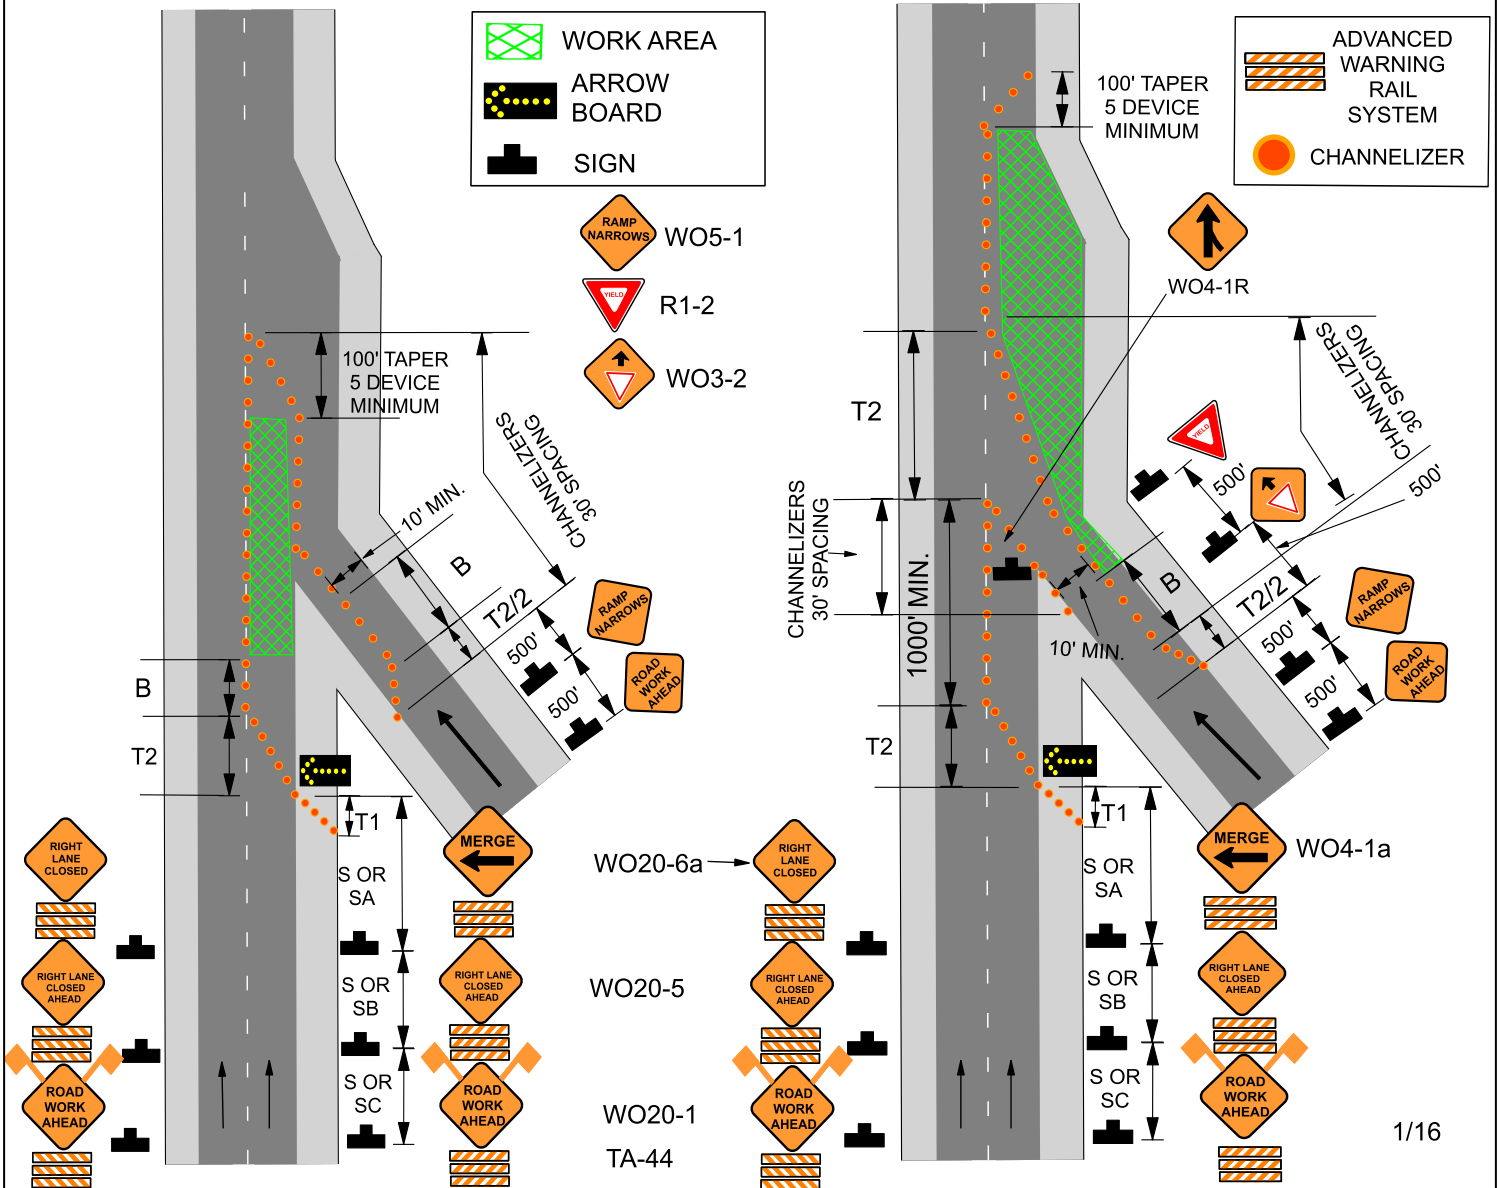 WORK AREA
ARROW
BOARD
SIGN
ADVANCED
WARNING
RAIL
SYSTEM
CHANNELIZER
RAMP
NARROWS
WO5-1
YIELD
R1-2
WO3-2
100' TAPER
5 DEVICE
MINIMUM
CHANNELIZERS
30' SPACING
10' MIN.
B
T2/2
500'
500'
RAMP
NARROWS
ROAD
WORK
AHEAD
B
T2
T1
S OR
SA
S OR
SB
S OR
SC
RIGHT
LANE
CLOSED
RIGHT LANE
CLOSED
AHEAD
ROAD
WORK
AHEAD
MERGE
RIGHT LANE
CLOSED
AHEAD
ROAD
WORK
AHEAD
WO20-6a
WO20-5
WO20-1
TA-44
100' TAPER
5 DEVICE
MINIMUM
WO4-1R
T2
CHANNELIZERS
30' SPACING
1000' MIN.
T2
CHANNELIZERS
30' SPACING
YIELD
500'
500'
B
10' MIN.
T2/2
500'
500'
RAMP
NARROWS
ROAD
WORK
AHEAD
T1
S OR
SA
S OR
SB
S OR
SC
RIGHT
LANE
CLOSED
RIGHT LANE
CLOSED
AHEAD
ROAD
WORK
AHEAD
MERGE
WO4-1a
RIGHT LANE
CLOSED
AHEAD
ROAD
WORK
AHEAD
1/16